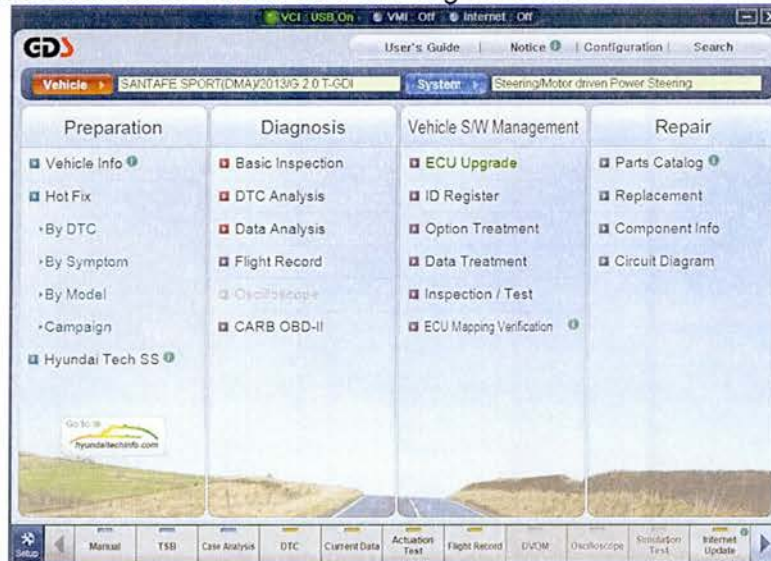 VCI : USB On VMI : Off Internet : Off
GDS
User's Guide | Notice | Configuration | Search
Vehicle SANTAFE SPORT(DMA)/2013/G 2.0 T-GDI System Steering/Motor driven Power Steering
Preparation
Vehicle Info
Hot Fix
By DTC
By Symptom
By Model
Campaign
Hyundai Tech SS
Go to the
hyundaitechinfo.com
Diagnosis
Basic Inspection
DTC Analysis
Data Analysis
Flight Record
Oscilloscope
CARB OBD-II
Vehicle S/W Management
ECU Upgrade
ID Register
Option Treatment
Data Treatment
Inspection / Test
ECU Mapping Verification
Repair
Parts Catalog
Replacement
Component Info
Circuit Diagram
Setup Manual TSB Case Analysis DTC Current Data Actuation Test Flight Record DVOM Oscilloscope Simulation Test Internet Update